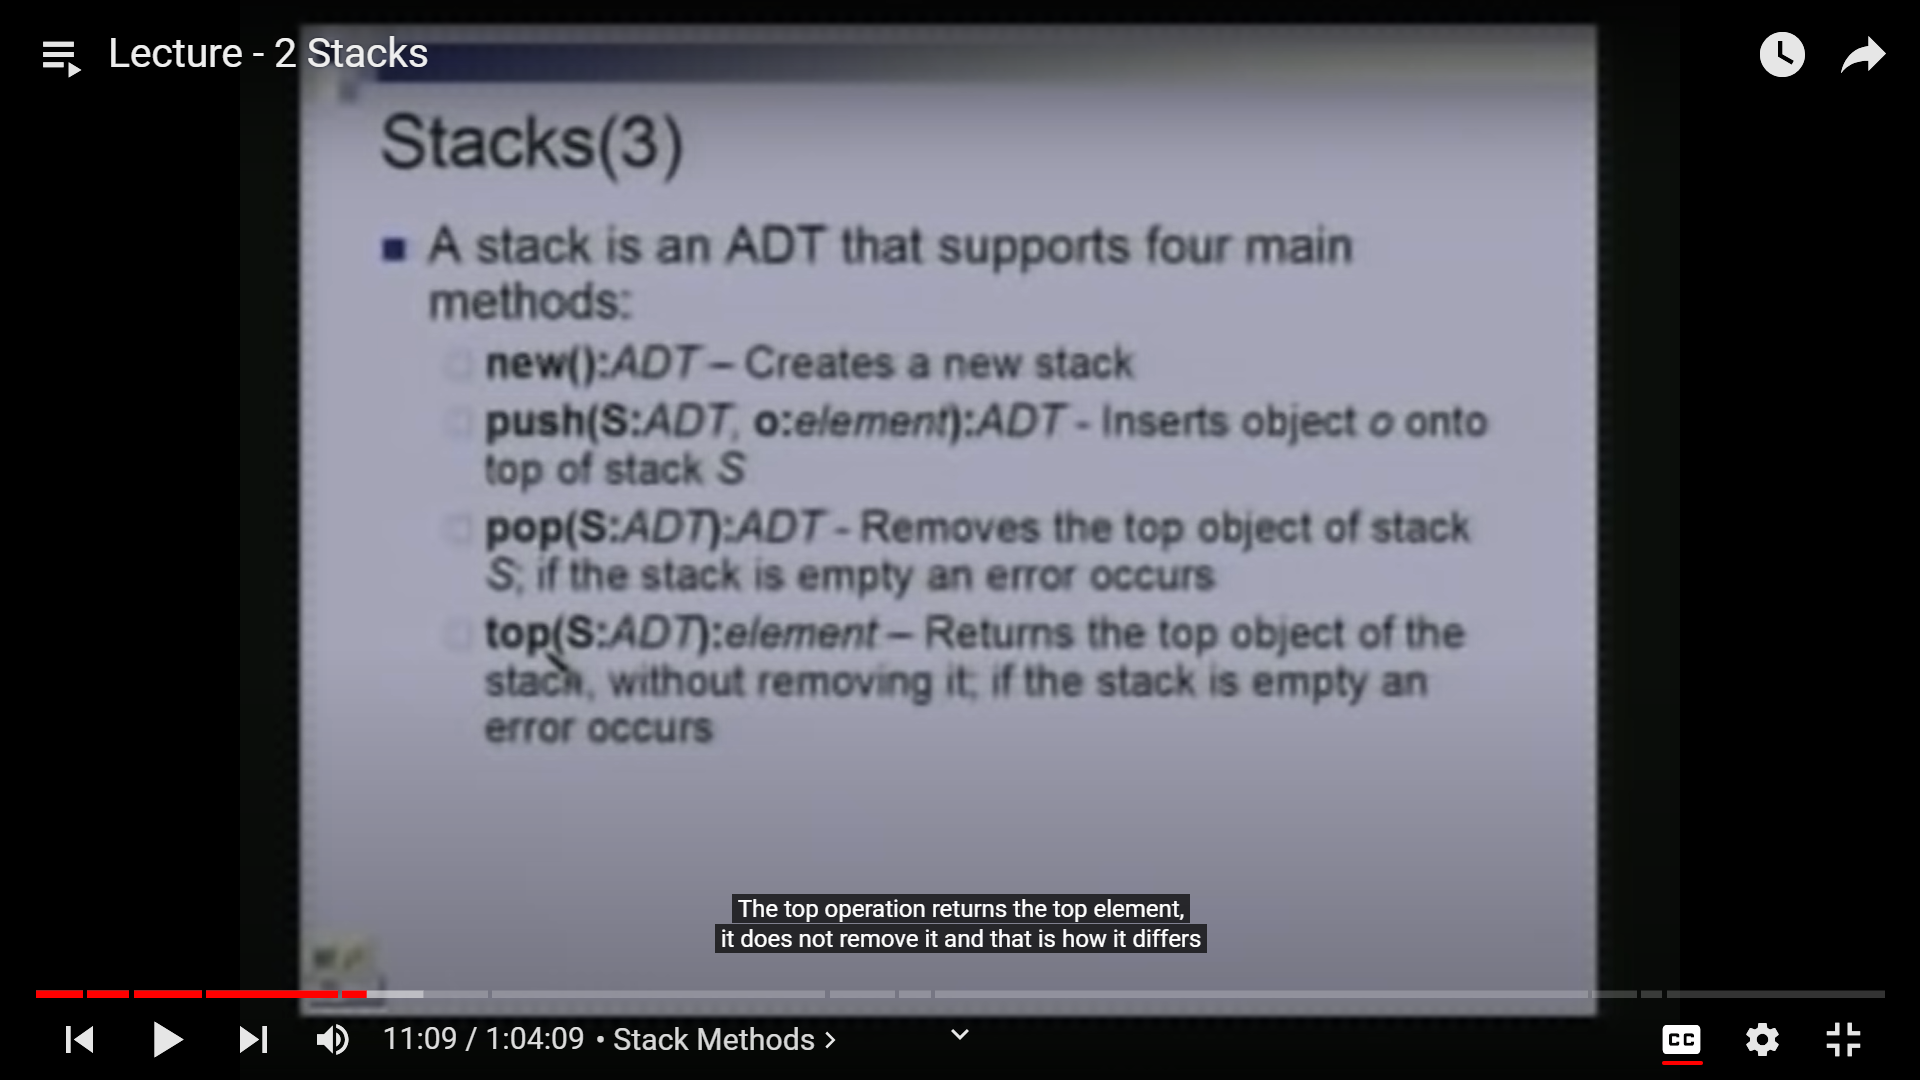 Lecture - 2 Stacks
Stacks(3)
A stack is an ADT that supports four main
methods:
new():ADT – Creates a new stack
push(S:ADT, o:element):ADT - Inserts object o onto
top of stack S
pop(S:ADT):ADT - Removes the top object of stack
S; if the stack is empty an error occurs
top(S:ADT):element – Returns the top object of the
stack, without removing it; if the stack is empty an
error occurs
The top operation returns the top element,
it does not remove it and that is how it differs
11:09 / 1:04:09 • Stack Methods >
CC